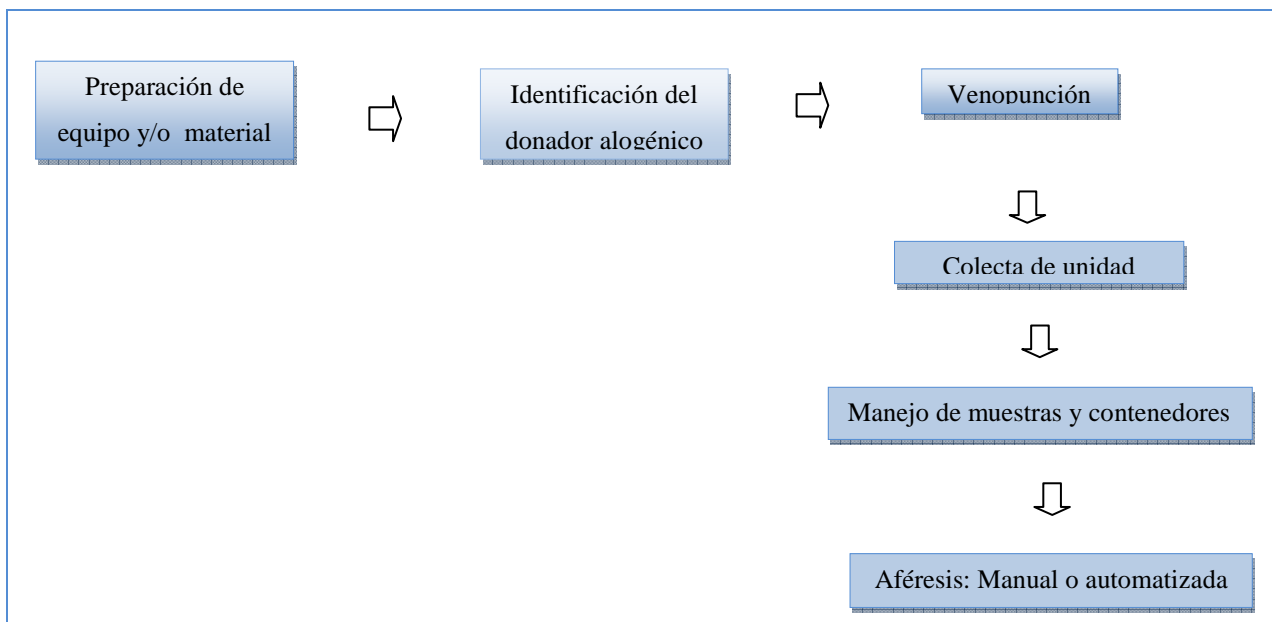 Preparación de
equipo y/o material
Identificación del
donador alogénico
Venopunción
Colecta de unidad
Manejo de muestras y contenedores
Aféresis: Manual o automatizada